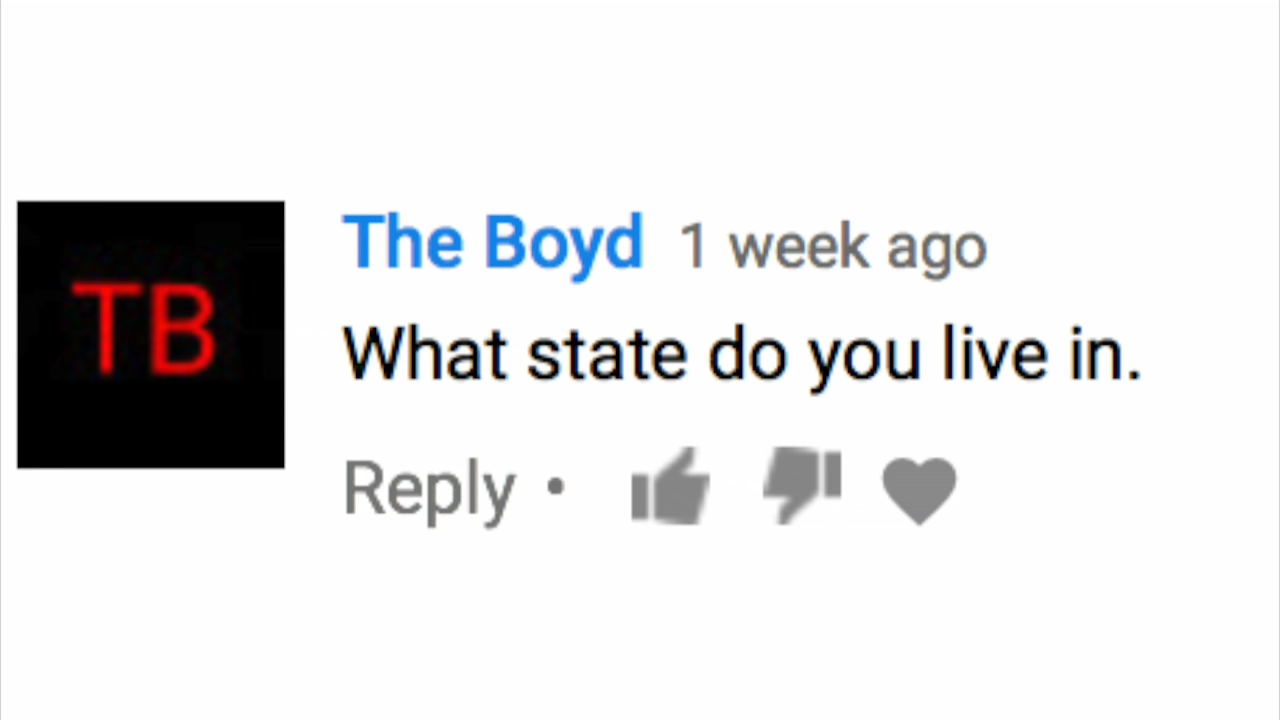 TB
The Boyd 1 week ago
What state do you live in.
Reply •